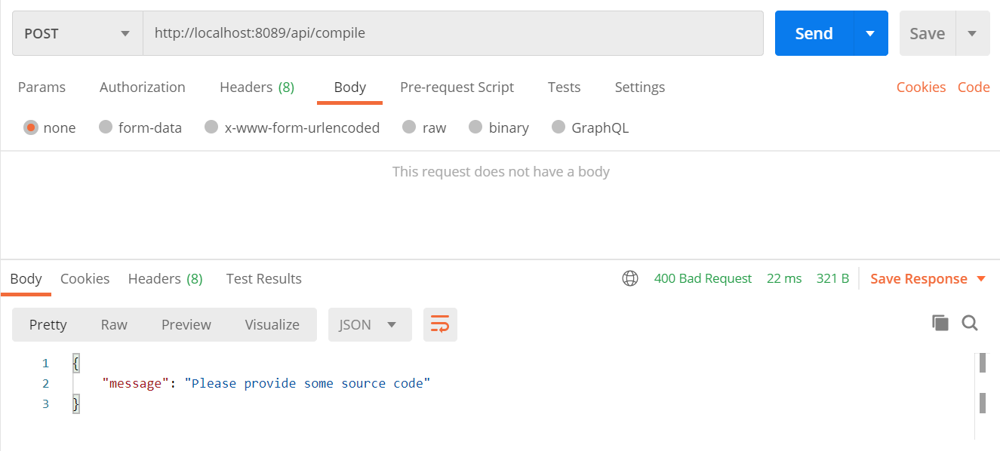 POST http://localhost:8089/api/compile Send Save
Params Authorization Headers (8) Body Pre-request Script Tests Settings Cookies Code
none form-data x-www-form-urlencoded raw binary GraphQL
This request does not have a body
Body Cookies Headers (8) Test Results 400 Bad Request 22 ms 321 B Save Response
Pretty Raw Preview Visualize JSON
1 {
2 "message": "Please provide some source code"
3 }